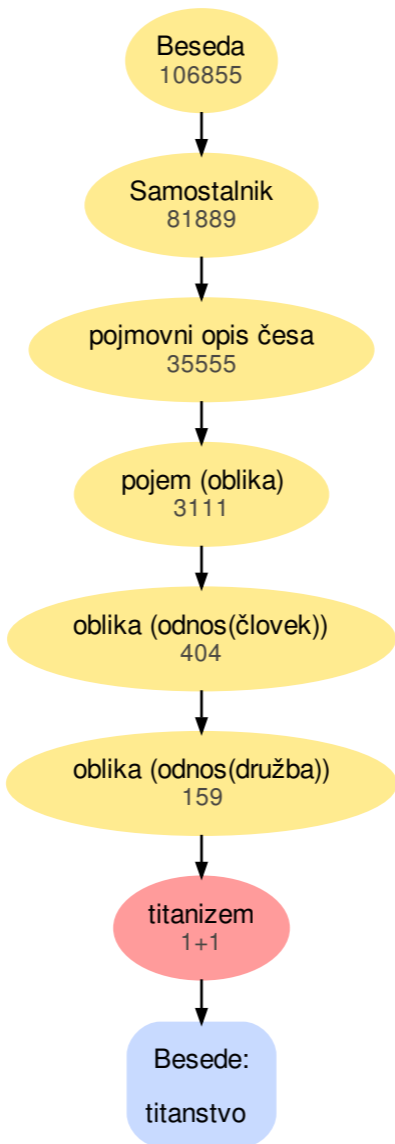 Beseda
106855
Samostalnik
81889
pojmovni opis česa
35555
pojem (oblika)
3111
oblika (odnos(človek))
404
oblika (odnos(družba))
159
titanizem
1+1
Besede:
titanstvo